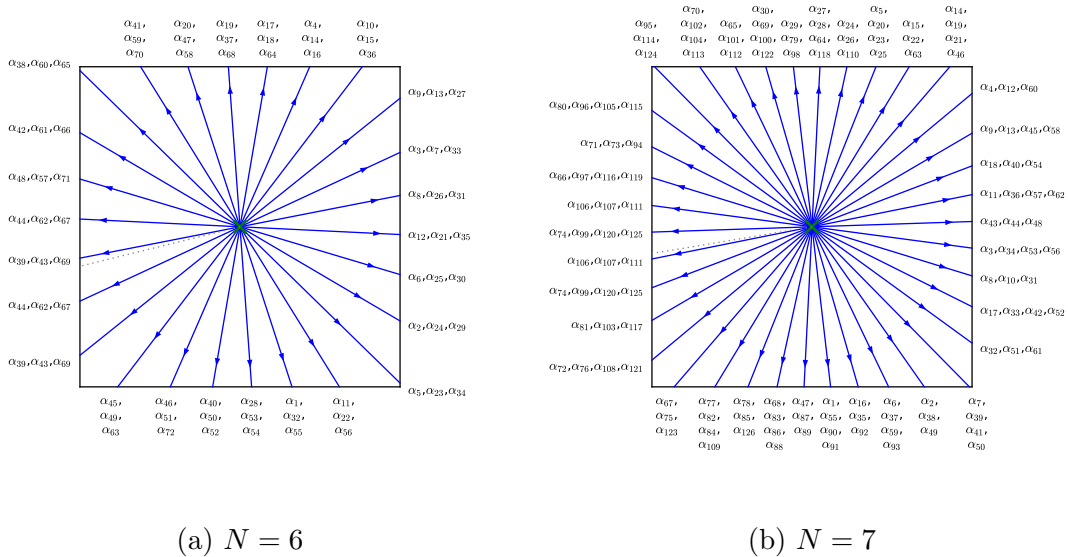 α41, α20, α19, α17, α4, α10,
α59, α47, α37, α18, α14, α15,
α70 α58 α68 α64 α16 α36
α38,α60,α65
α9,α13,α27
α42,α61,α66
α3,α7,α33
α48,α57,α71
α8,α26,α31
α44,α62,α67
α12,α21,α35
α39,α43,α69
α6,α25,α30
α44,α62,α67
α2,α24,α29
α39,α43,α69
α5,α23,α34
α45, α46, α40, α28, α1, α11,
α49, α51, α50, α53, α32, α22,
α63 α72 α52 α54 α55 α56
(a) N = 6
α70, α30, α27, α5, α14,
α95, α102, α65, α69, α29, α28, α24, α20, α15, α19,
α114, α104, α101, α100, α79, α64, α26, α23, α22, α21,
α124 α113 α112 α122 α98 α118 α110 α25 α63 α46
α4,α12,α60
α80,α96,α105,α115
α9,α13,α45,α58
α71,α73,α94
α18,α40,α54
α66,α97,α116,α119
α11,α36,α57,α62
α106,α107,α111
α43,α44,α48
α74,α99,α120,α125
α3,α34,α53,α56
α106,α107,α111
α8,α10,α31
α74,α99,α120,α125
α17,α33,α42,α52
α81,α103,α117
α32,α51,α61
α72,α76,α108,α121
α67, α77, α78, α68, α47, α1, α16, α6, α2, α7,
α75, α82, α85, α83, α87, α55, α35, α37, α38, α39,
α123 α84, α126 α86, α89 α90, α92 α59, α49 α41,
α109 α88 α91 α93 α50
(b) N = 7